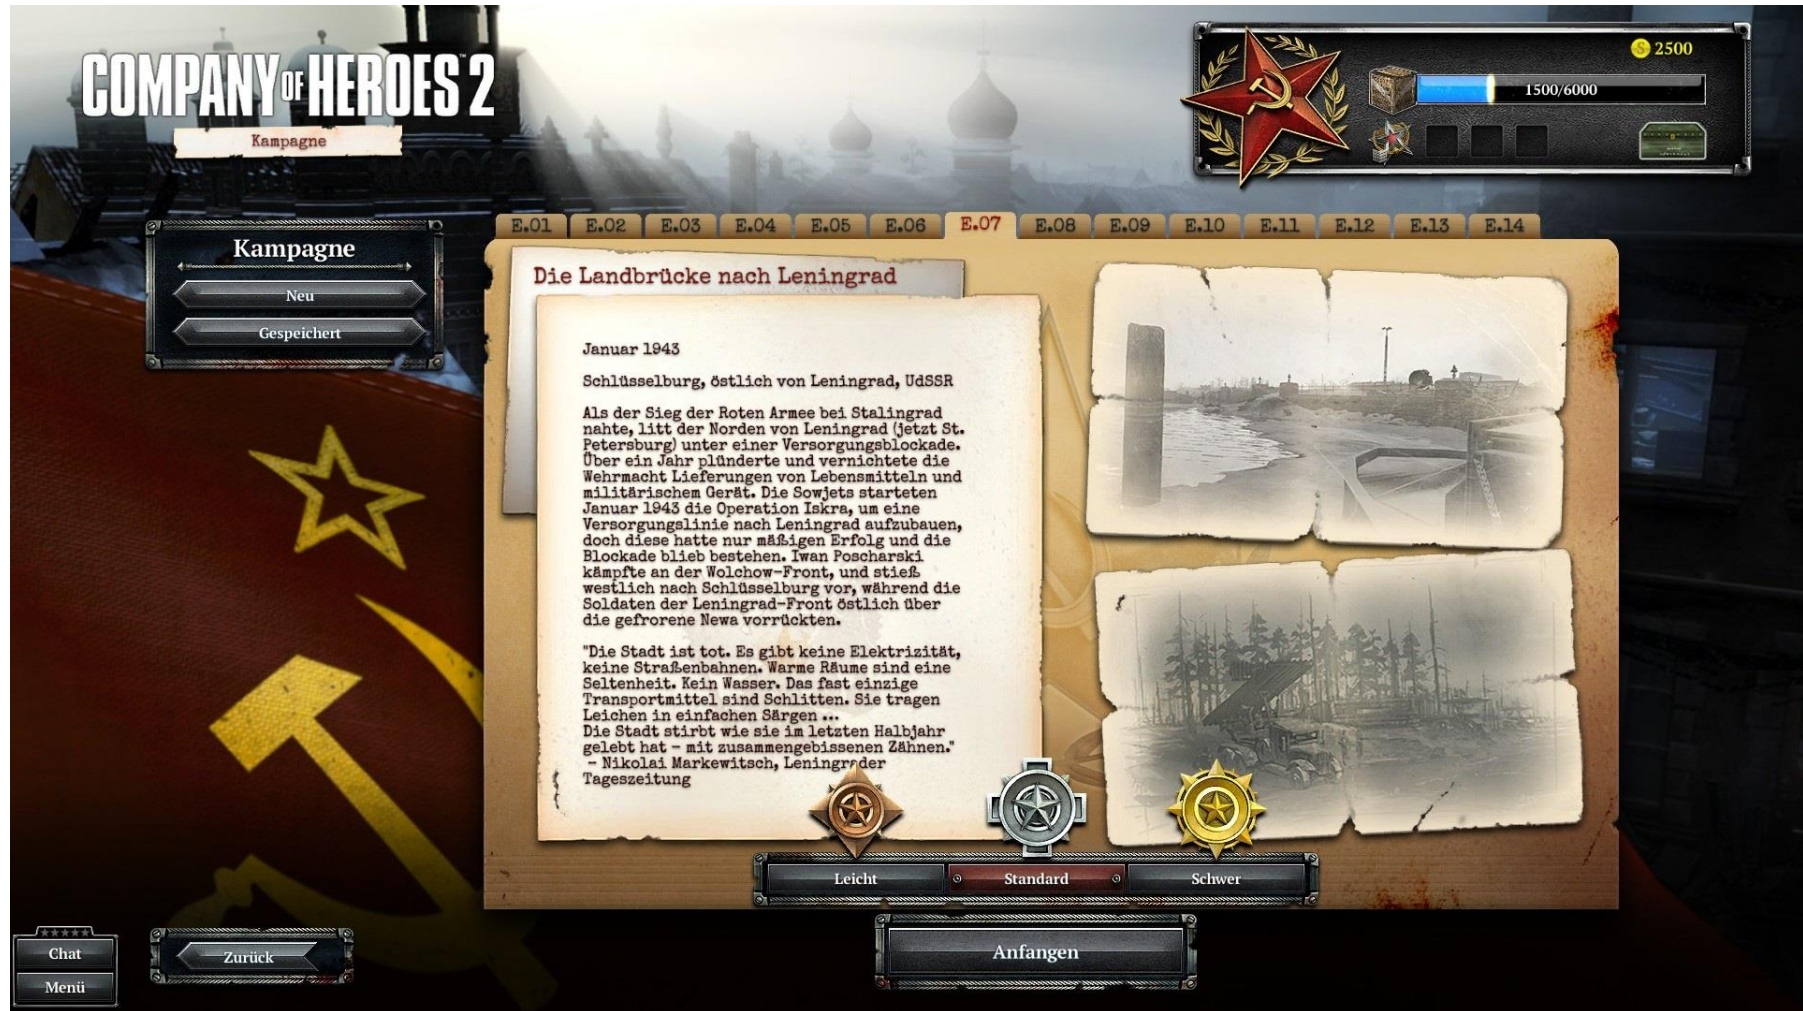 COMPANY OF HEROES 2
Kampagne
2500
1500/6000
Kampagne
Neu
Gespeichert
E.01 E.02 E.03 E.04 E.05 E.06 E.07 E.08 E.09 E.10 E.11 E.12 E.13 E.14
Die Landbrücke nach Leningrad
Januar 1943
Schlüsselburg, östlich von Leningrad, UdSSR
Als der Sieg der Roten Armee bei Stalingrad
nahte, litt der Norden von Leningrad (jetzt St.
Petersburg) unter einer Versorgungsblockade.
Über ein Jahr plünderte und vernichtete die
Wehrmacht Lieferungen von Lebensmitteln und
militärischem Gerät. Die Sowjets starteten
Januar 1943 die Operation Iskra, um eine
Versorgungslinie nach Leningrad aufzubauen,
doch diese hatte nur mäßigen Erfolg und die
Blockade blieb bestehen. Iwan Poscharski
kämpfte an der Wolchow-Front, und stieß
westlich nach Schlüsselburg vor, während die
Soldaten der Leningrad-Front östlich über
die gefrorene Newa vorrückten.
"Die Stadt ist tot. Es gibt keine Elektrizität,
keine Straßenbahnen. Warme Räume sind eine
Seltenheit. Kein Wasser. Das fast einzige
Transportmittel sind Schlitten. Sie tragen
Leichen in einfachen Särgen ...
Die Stadt stirbt wie sie im letzten Halbjahr
gelebt hat – mit zusammengebissenen Zähnen."
– Nikolai Markewitsch, Leningrader
Tageszeitung
Leicht
Standard
Schwer
Anfangen
Zurück
Chat
Menü